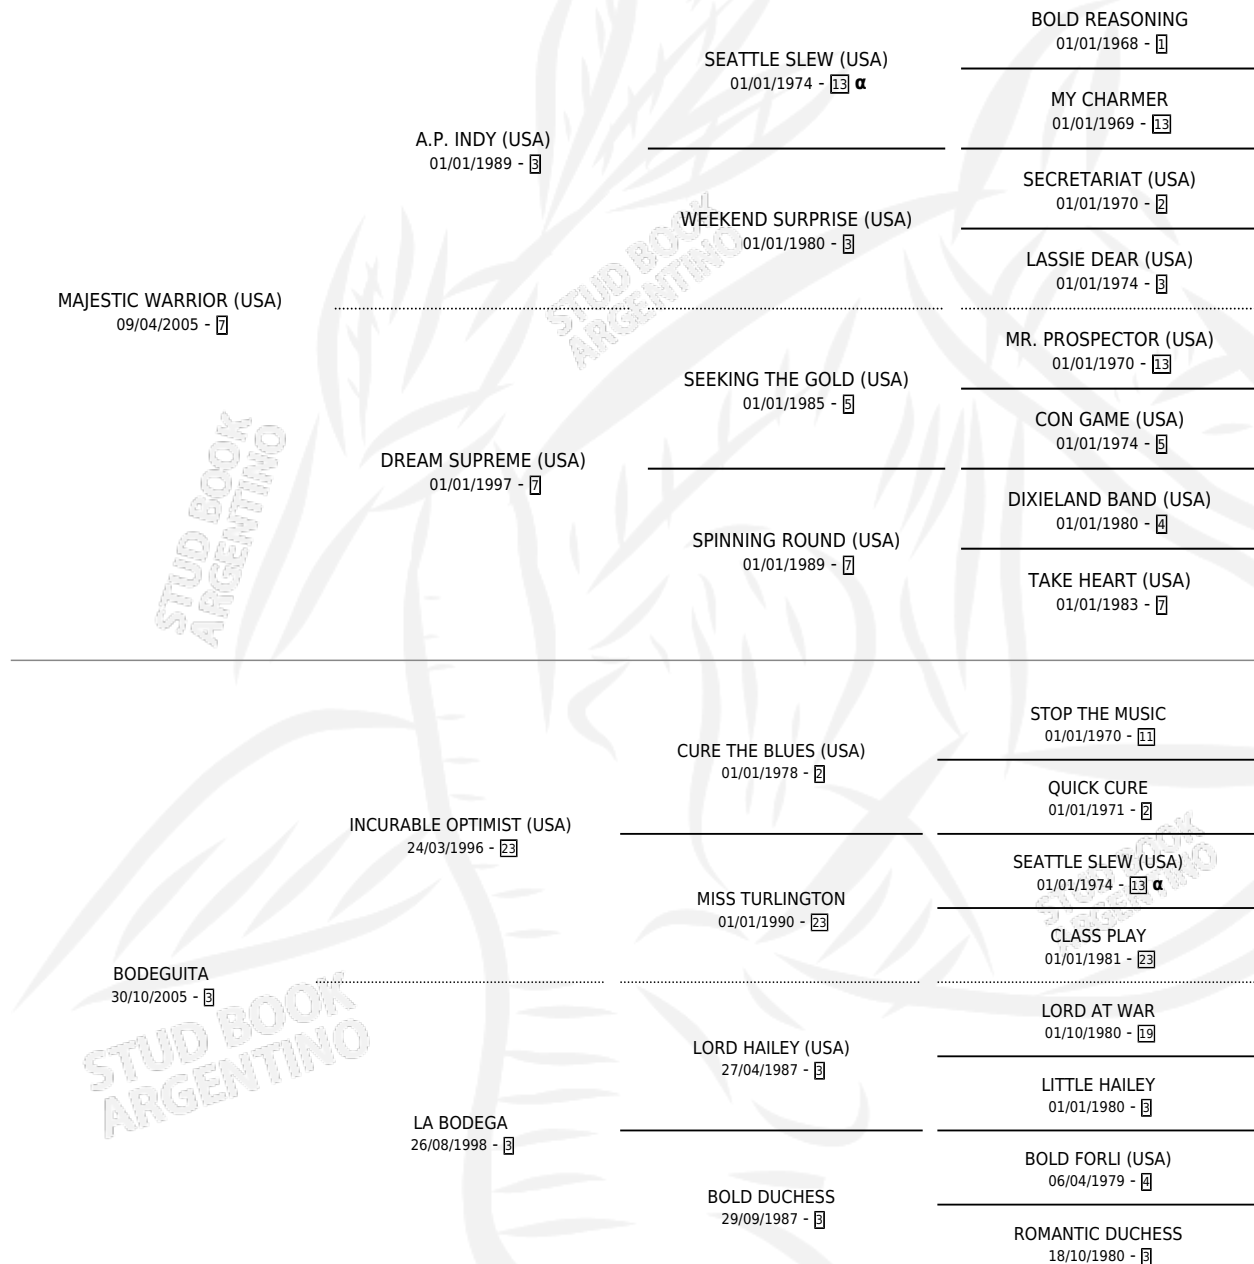 BOLD REASONING
01/01/1968 - 1
SEATTLE SLEW (USA)
01/01/1974 - 13 α
MY CHARMER
01/01/1969 - 13
A.P. INDY (USA)
01/01/1989 - 3
SECRETARIAT (USA)
01/01/1970 - 2
WEEKEND SURPRISE (USA)
01/01/1980 - 3
LASSIE DEAR (USA)
01/01/1974 - 3
STUD BOOK
ARGENTINO
MAJESTIC WARRIOR (USA)
09/04/2005 - 7
MR. PROSPECTOR (USA)
01/01/1970 - 13
SEEKING THE GOLD (USA)
01/01/1985 - 5
CON GAME (USA)
01/01/1974 - 5
DREAM SUPREME (USA)
01/01/1997 - 7
DIXIELAND BAND (USA)
01/01/1980 - 4
SPINNING ROUND (USA)
01/01/1989 - 7
TAKE HEART (USA)
01/01/1983 - 7
STUD BOOK
ARGENTINO
STOP THE MUSIC
01/01/1970 - 11
CURE THE BLUES (USA)
01/01/1978 - 2
QUICK CURE
01/01/1971 - 2
INCURABLE OPTIMIST (USA)
24/03/1996 - 23
SEATTLE SLEW (USA)
01/01/1974 - 13 α
MISS TURLINGTON
01/01/1990 - 23
CLASS PLAY
01/01/1981 - 23
STUD BOOK
ARGENTINO
BODEGUITA
30/10/2005 - 3
LORD AT WAR
01/10/1980 - 19
LORD HAILEY (USA)
27/04/1987 - 3
LITTLE HAILEY
01/01/1980 - 3
LA BODEGA
26/08/1998 - 3
BOLD FORLI (USA)
06/04/1979 - 4
BOLD DUCHESS
29/09/1987 - 3
ROMANTIC DUCHESS
18/10/1980 - 3
STUD BOOK
ARGENTINO